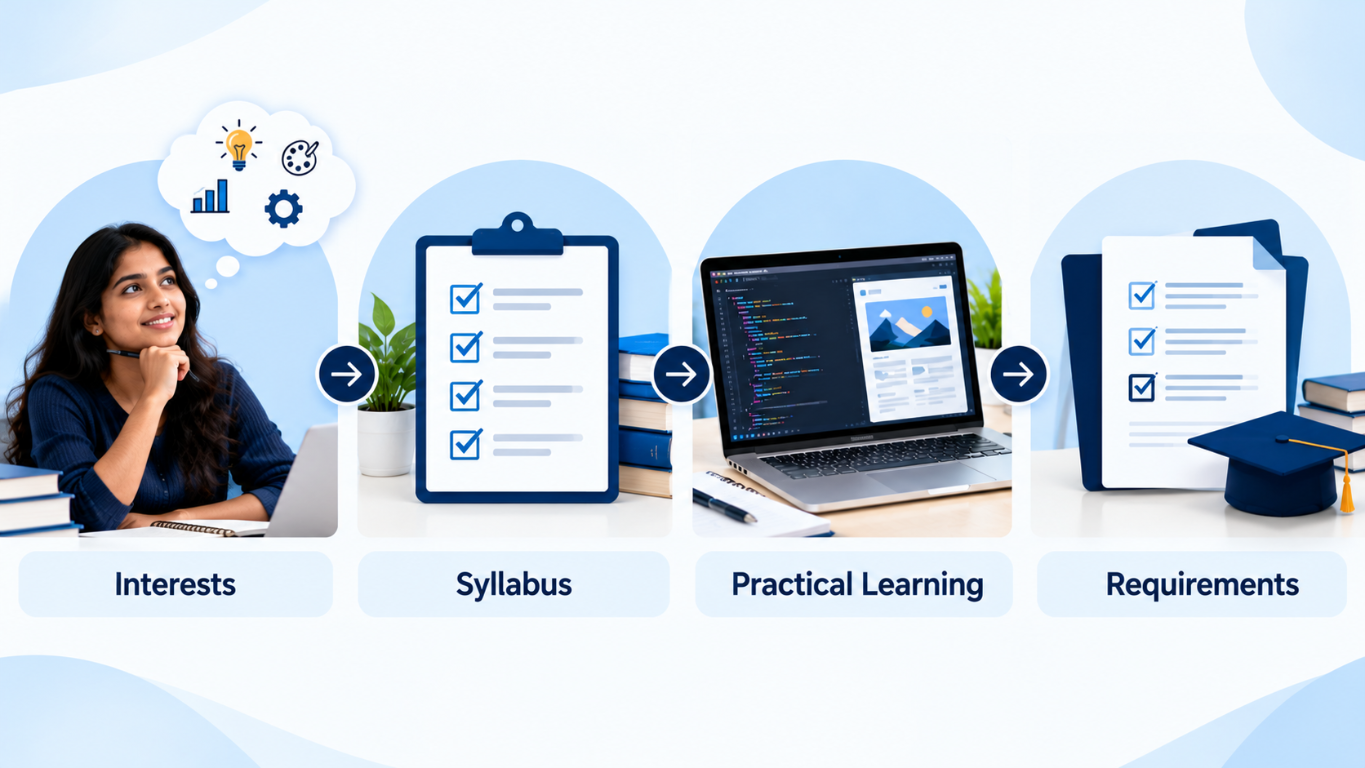 Interests
Syllabus
Practical Learning
Requirements